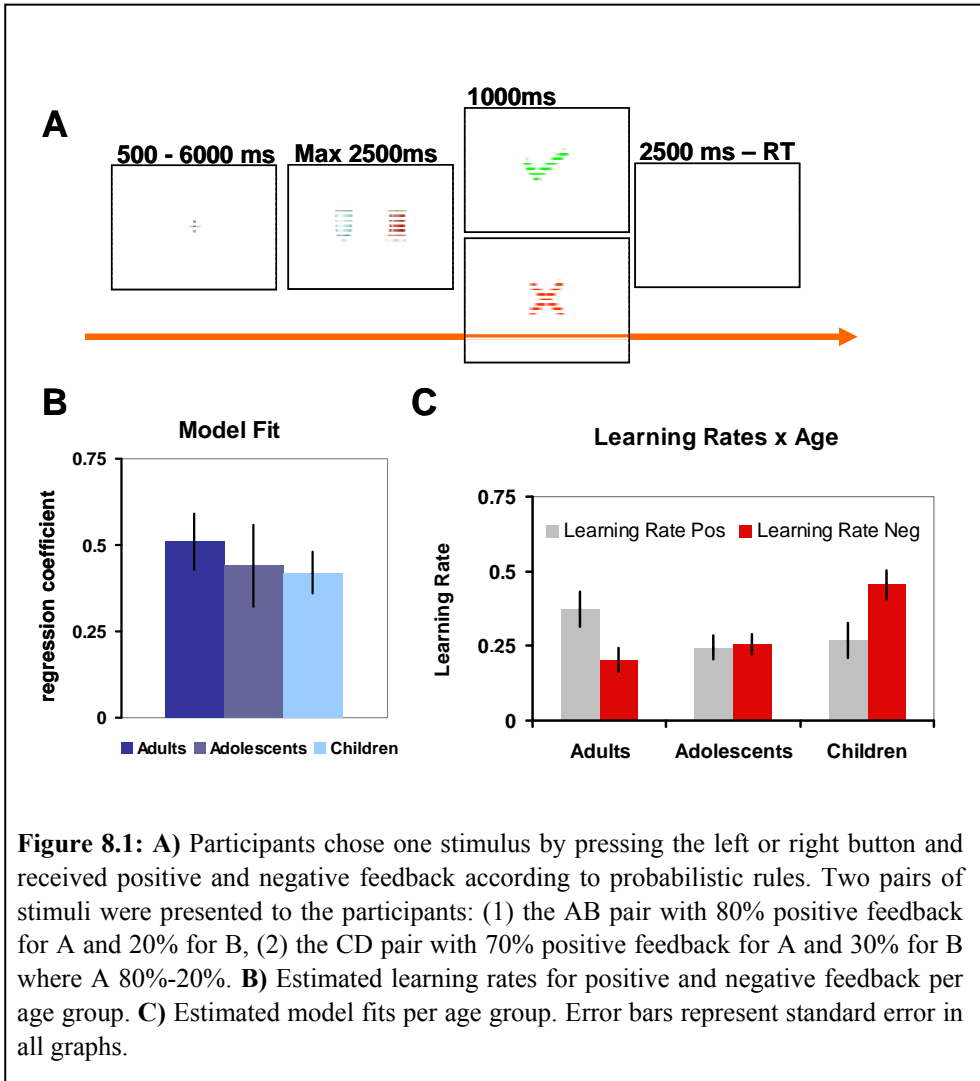 A
500 - 6000 ms
Max 2500ms
1000ms
2500 ms – RT
B
Model Fit
regression coefficient
0.75
0.5
0.25
0
Adults Adolescents Children
C
Learning Rates x Age
Learning Rate
0.75
0.5
0.25
0
Learning Rate Pos Learning Rate Neg
Adults Adolescents Children
Figure 8.1: A) Participants chose one stimulus by pressing the left or right button and
received positive and negative feedback according to probabilistic rules. Two pairs of
stimuli were presented to the participants: (1) the AB pair with 80% positive feedback
for A and 20% for B, (2) the CD pair with 70% positive feedback for A and 30% for B
where A 80%-20%. B) Estimated learning rates for positive and negative feedback per
age group. C) Estimated model fits per age group. Error bars represent standard error in
all graphs.